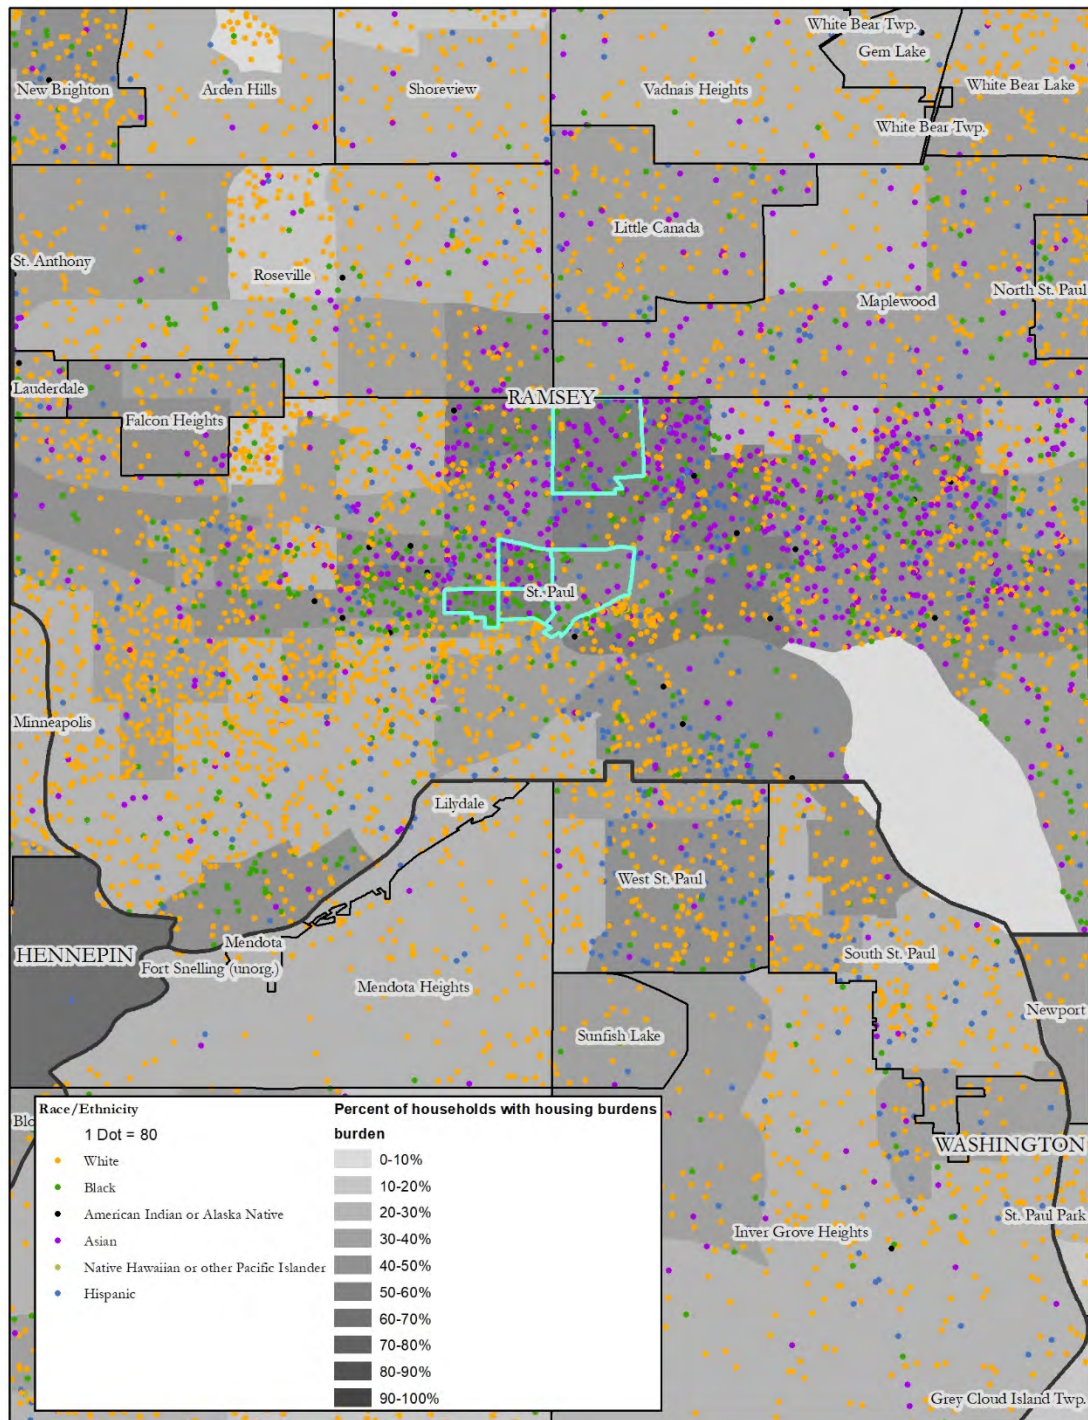 White Bear Twp.
Gem Lake
New Brighton
Arden Hills
Shoreview
Vadnais Heights
White Bear Lake
White Bear Twp.
Little Canada
St. Anthony
Roseville
Maplewood
North St. Paul
Lauderdale
RAMSEY
Falcon Heights
St. Paul
Minneapolis
Lilydale
West St. Paul
HENNEPIN
Mendota
Fort Snelling (unorg.)
Mendota Heights
South St. Paul
Newport
Sunfish Lake
Blo
WASHINGTON
St. Paul Park
Inver Grove Heights
Grey Cloud Island Twp.
Race/Ethnicity
1 Dot = 80
White
Black
American Indian or Alaska Native
Asian
Native Hawaiian or other Pacific Islander
Hispanic
Percent of households with housing burdens
burden
0-10%
10-20%
20-30%
30-40%
40-50%
50-60%
60-70%
70-80%
80-90%
90-100%